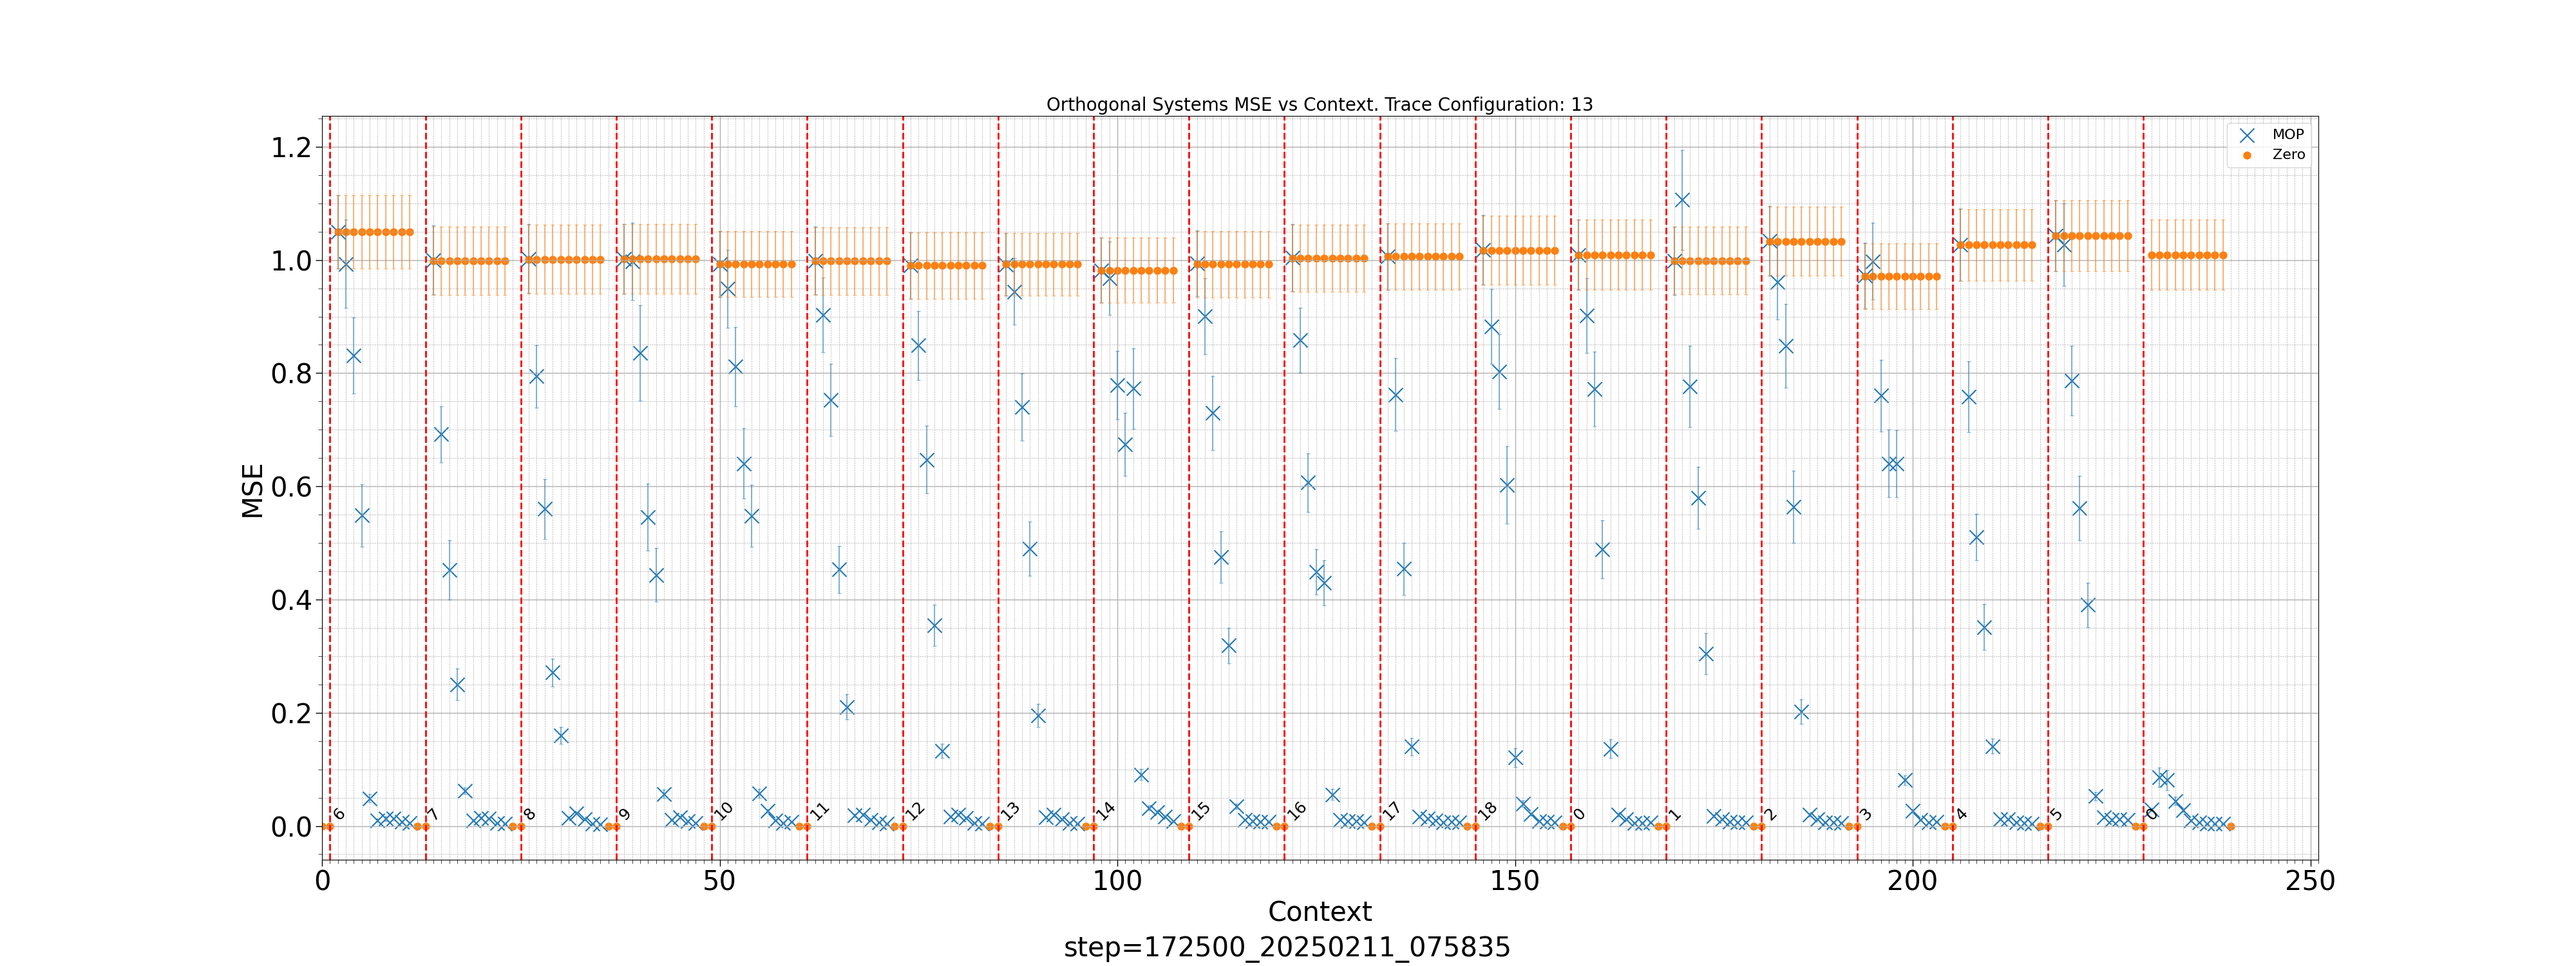 Orthogonal Systems MSE vs Context. Trace Configuration: 13
MOP
Zero
MSE
1.2
1.0
0.8
0.6
0.4
0.2
0.0
6 7 8 9 10 11 12 13 14 15 16 17 18 0 1 2 3 4 5 0
0 50 100 150 200 250
Context
step=172500_20250211_075835